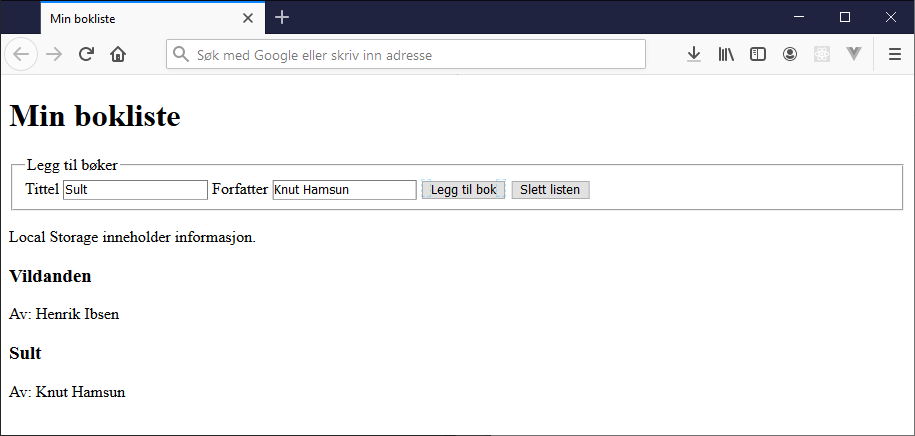 Min bokliste
Søk med Google eller skriv inn adresse
Min bokliste
Legg til bøker
Tittel Sult Forfatter Knut Hamsun Legg til bok Slett listen
Local Storage inneholder informasjon.
Vildanden
Av: Henrik Ibsen
Sult
Av: Knut Hamsun